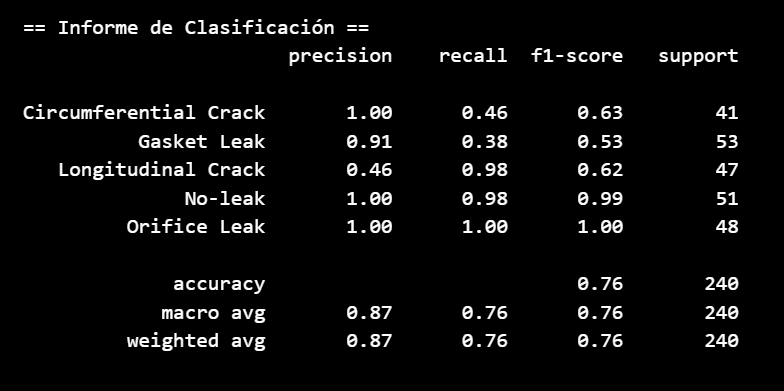 == Informe de Clasificación ==
precision recall f1-score support
Circumferential Crack 1.00 0.46 0.63 41
Gasket Leak 0.91 0.38 0.53 53
Longitudinal Crack 0.46 0.98 0.62 47
No-leak 1.00 0.98 0.99 51
Orifice Leak 1.00 1.00 1.00 48
accuracy 0.76 240
macro avg 0.87 0.76 0.76 240
weighted avg 0.87 0.76 0.76 240